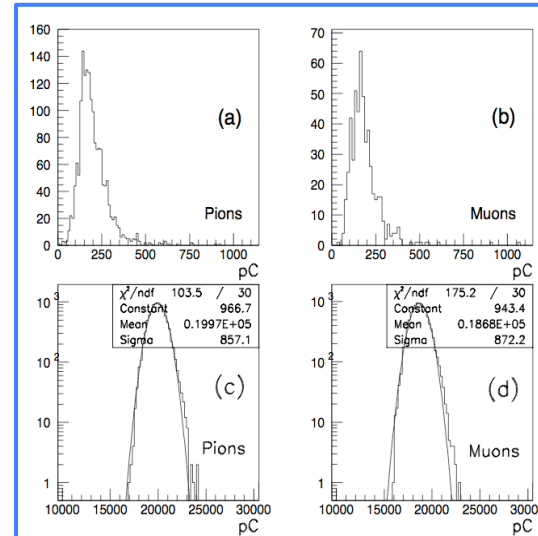 160
140
120
100
80
60
40
20
0
(a)
Pions
0 250 500 750 1000
pC
70
60
50
40
30
20
10
0
(b)
Muons
0 250 500 750 1000
pC
χ²/ndf 103.5 / 30
Constant 966.7
Mean 0.1997E+05
Sigma 857.1
10³
10²
10
1
(c)
Pions
10000 15000 20000 25000 30000
pC
χ²/ndf 175.2 / 30
Constant 943.4
Mean 0.1868E+05
Sigma 872.2
10³
10²
10
1
(d)
Muons
10000 15000 20000 25000 30000
pC